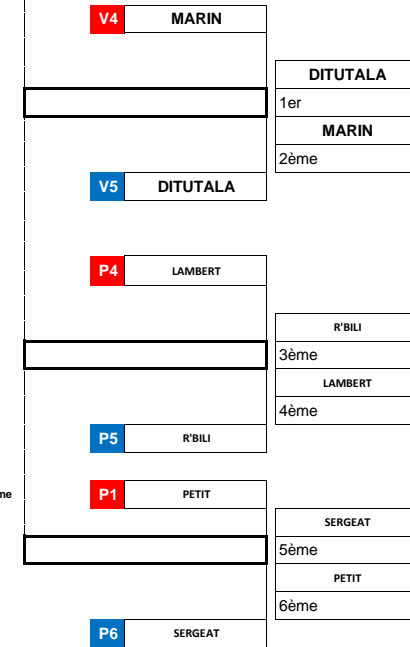 V4 MARIN
DITUTALA
1er
MARIN
2ème
V5 DITUTALA
P4 LAMBERT
R'BILI
3ème
LAMBERT
4ème
P5 R'BILI
P1 PETIT
SERGEAT
5ème
PETIT
6ème
P6 SERGEAT